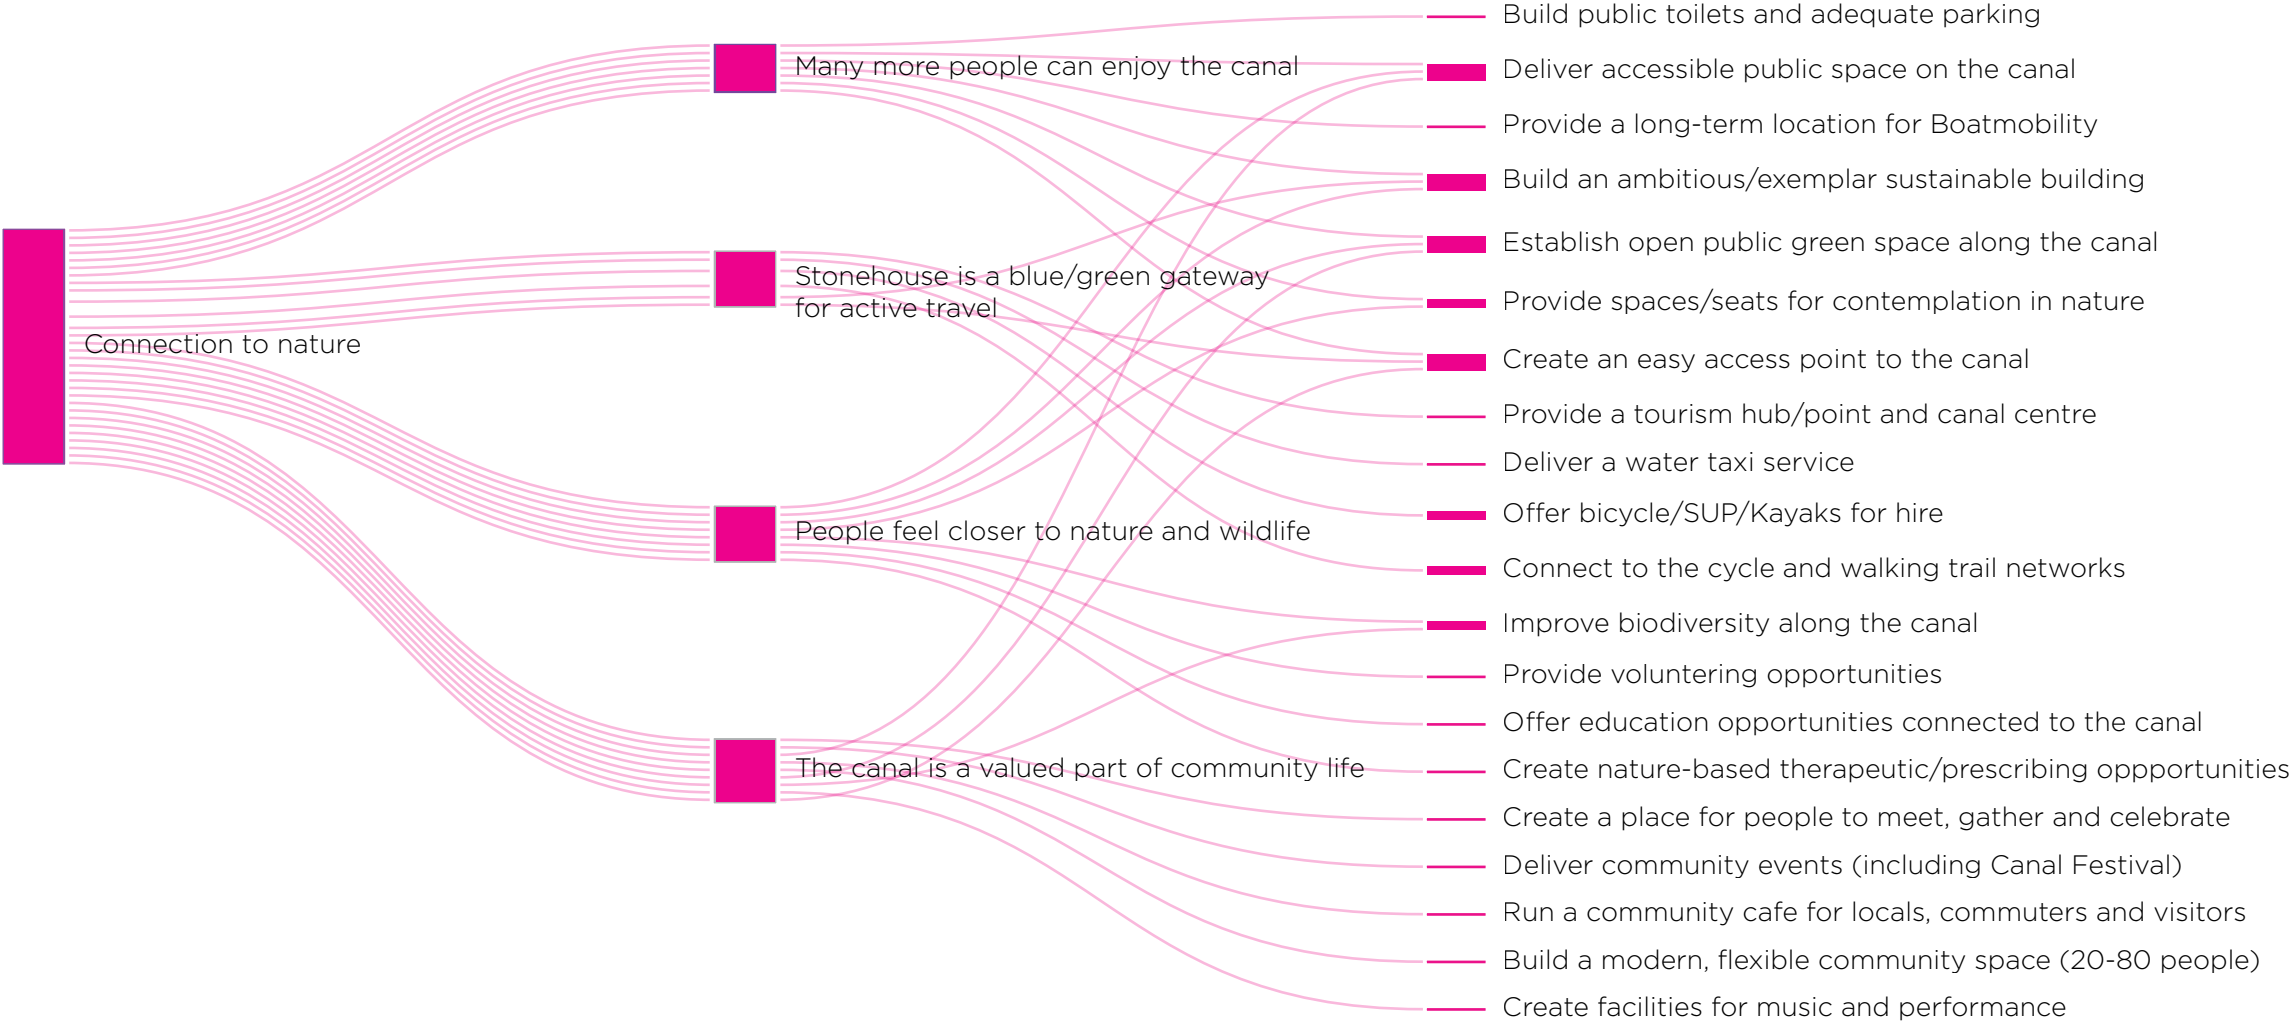 Connection to nature
Many more people can enjoy the canal
Stonehouse is a blue/green gateway
for active travel
People feel closer to nature and wildlife
The canal is a valued part of community life
Build public toilets and adequate parking
Deliver accessible public space on the canal
Provide a long-term location for Boatmobility
Build an ambitious/exemplar sustainable building
Establish open public green space along the canal
Provide spaces/seats for contemplation in nature
Create an easy access point to the canal
Provide a tourism hub/point and canal centre
Deliver a water taxi service
Offer bicycle/SUP/Kayaks for hire
Connect to the cycle and walking trail networks
Improve biodiversity along the canal
Provide voluntering opportunities
Offer education opportunities connected to the canal
Create nature-based therapeutic/prescribing oppportunities
Create a place for people to meet, gather and celebrate
Deliver community events (including Canal Festival)
Run a community cafe for locals, commuters and visitors
Build a modern, flexible community space (20-80 people)
Create facilities for music and performance